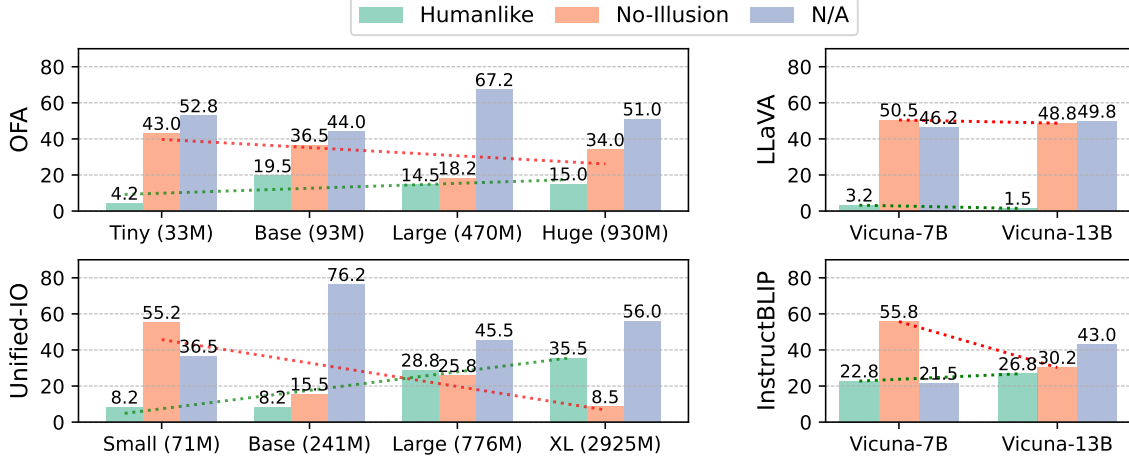 Humanlike No-Illusion N/A
OFA
80
60
40
20
0
4.2 43.0 52.8 19.5 36.5 44.0 14.5 18.2 67.2 15.0 34.0 51.0
Tiny (33M) Base (93M) Large (470M) Huge (930M)
LLaVA
80
60
40
20
0
3.2 50.5 46.2 1.5 48.8 49.8
Vicuna-7B Vicuna-13B
Unified-IO
80
60
40
20
0
8.2 55.2 36.5 8.2 15.5 76.2 28.8 25.8 45.5 35.5 8.5 56.0
Small (71M) Base (241M) Large (776M) XL (2925M)
InstructBLIP
80
60
40
20
0
22.8 55.8 21.5 26.8 30.2 43.0
Vicuna-7B Vicuna-13B